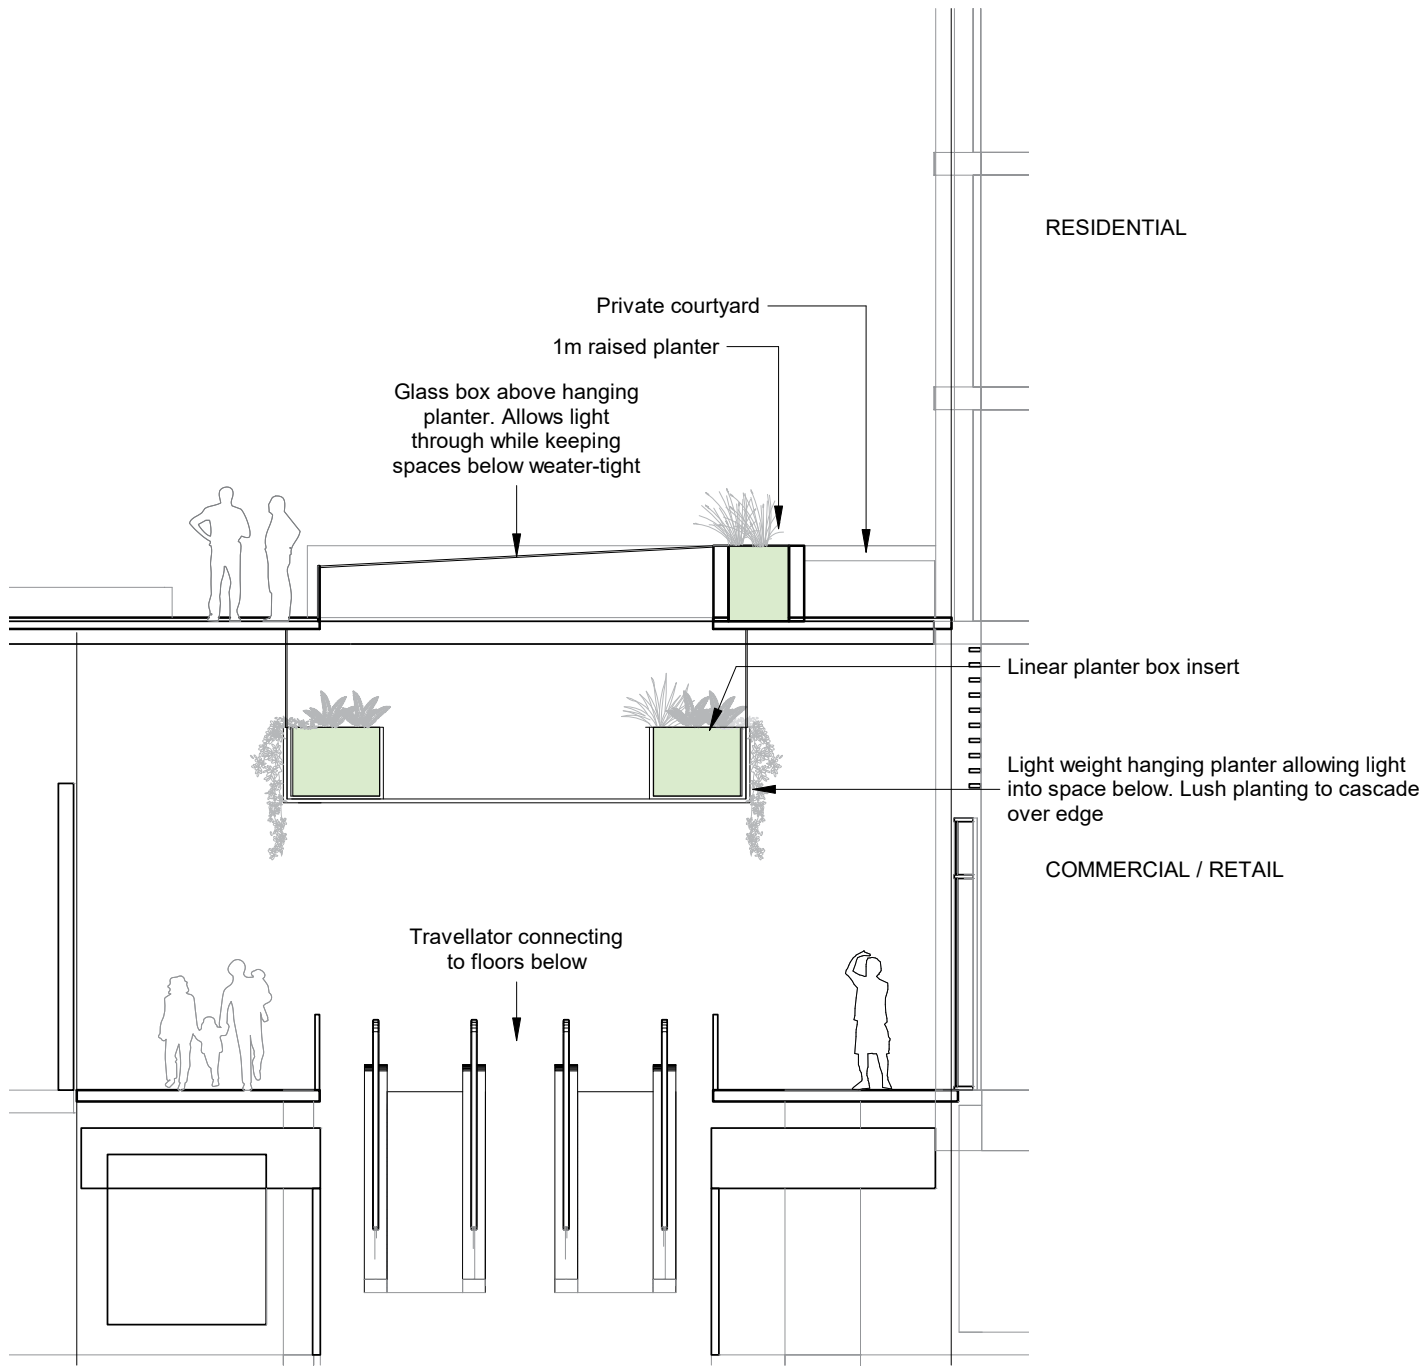 RESIDENTIAL
Private courtyard
1m raised planter
Glass box above hanging
planter. Allows light
through while keeping
spaces below weater-tight
Linear planter box insert
Light weight hanging planter allowing light
into space below. Lush planting to cascade
over edge
COMMERCIAL / RETAIL
Travellator connecting
to floors below